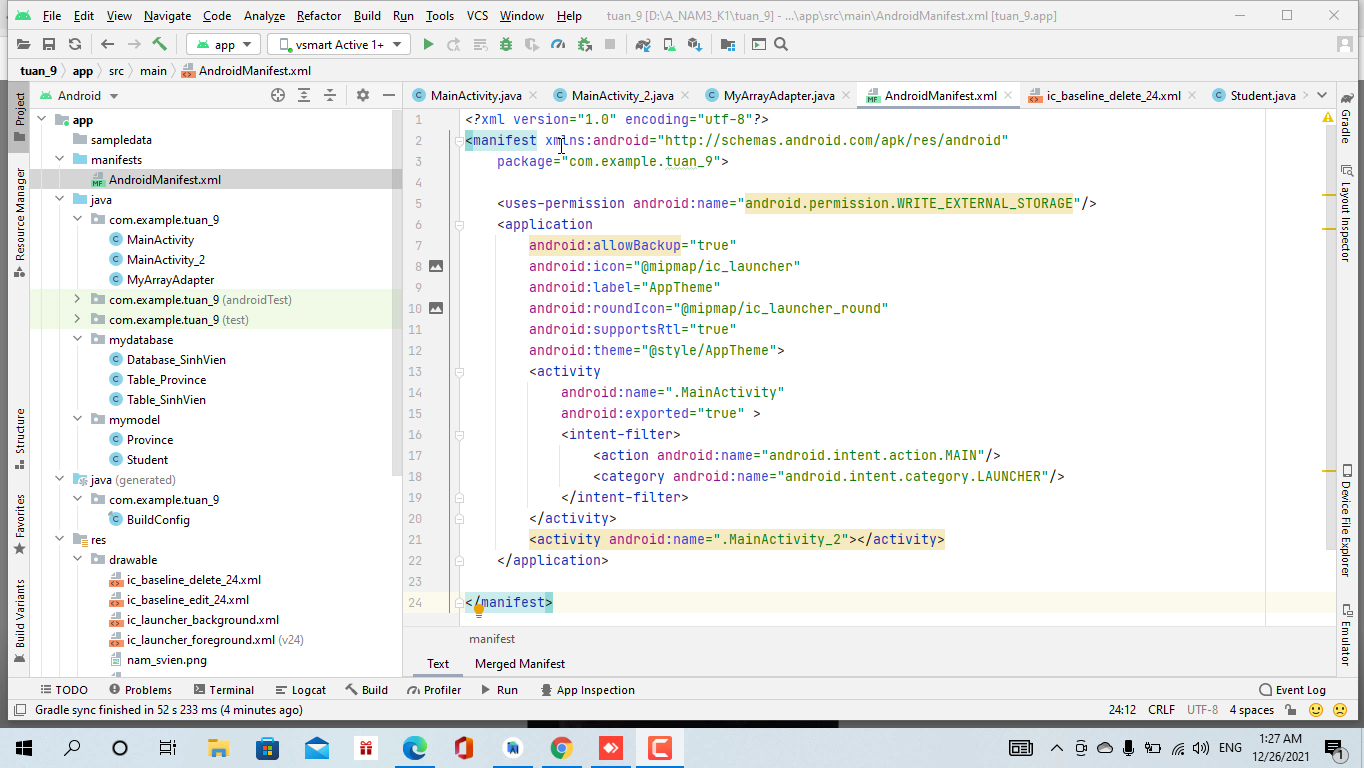 File Edit View Navigate Code Analyze Refactor Build Run Tools VCS Window Help tuan_9 [D:\A_NAM3_K1\tuan_9] - ...\app\src\main\AndroidManifest.xml [tuan_9.app]
app vsmart Active 1+
tuan_9 app src main AndroidManifest.xml
Android MainActivity.java MainActivity_2.java MyArrayAdapter.java AndroidManifest.xml ic_baseline_delete_24.xml Student.java
Project
Resource Manager
Structure
Favorites
Build Variants
app
sampledata
manifests
AndroidManifest.xml
java
com.example.tuan_9
MainActivity
MainActivity_2
MyArrayAdapter
com.example.tuan_9 (androidTest)
com.example.tuan_9 (test)
mydatabase
Database_SinhVien
Table_Province
Table_SinhVien
mymodel
Province
Student
java (generated)
com.example.tuan_9
BuildConfig
res
drawable
ic_baseline_delete_24.xml
ic_baseline_edit_24.xml
ic_launcher_background.xml
ic_launcher_foreground.xml (v24)
nam_svien.png
1 <?xml version="1.0" encoding="utf-8"?>
2 <manifest xmlns:android="http://schemas.android.com/apk/res/android"
3 package="com.example.tuan_9">
4
5 <uses-permission android:name="android.permission.WRITE_EXTERNAL_STORAGE"/>
6 <application
7 android:allowBackup="true"
8 android:icon="@mipmap/ic_launcher"
9 android:label="AppTheme"
10 android:roundIcon="@mipmap/ic_launcher_round"
11 android:supportsRtl="true"
12 android:theme="@style/AppTheme">
13 <activity
14 android:name=".MainActivity"
15 android:exported="true" >
16 <intent-filter>
17 <action android:name="android.intent.action.MAIN"/>
18 <category android:name="android.intent.category.LAUNCHER"/>
19 </intent-filter>
20 </activity>
21 <activity android:name=".MainActivity_2"></activity>
22 </application>
23
24 </manifest>
manifest
Text Merged Manifest
Gradle
Layout Inspector
Device File Explorer
Emulator
TODO Problems Terminal Logcat Build Profiler Run App Inspection Event Log
Gradle sync finished in 52 s 233 ms (4 minutes ago) 24:12 CRLF UTF-8 4 spaces
ENG
1:27 AM
12/26/2021
1